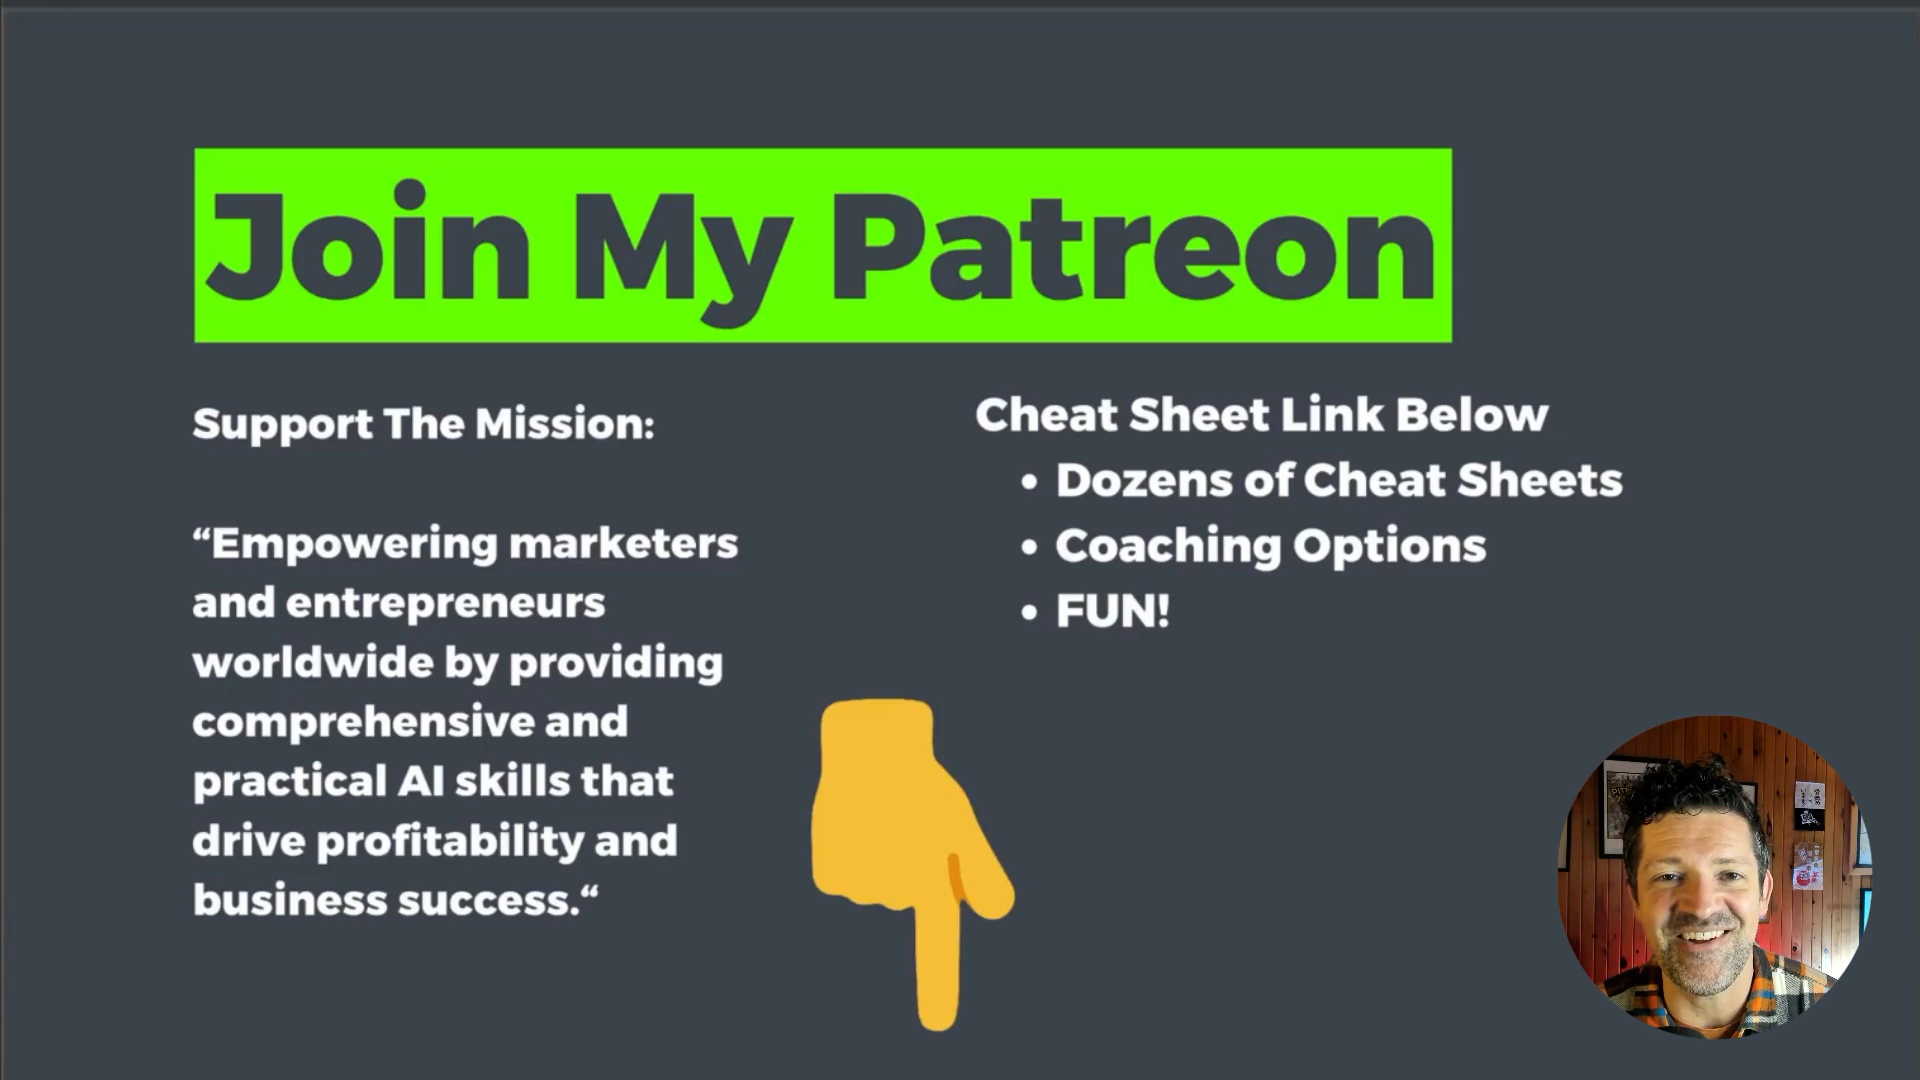 Join My Patreon
Support The Mission:
“Empowering marketers
and entrepreneurs
worldwide by providing
comprehensive and
practical AI skills that
drive profitability and
business success.“
Cheat Sheet Link Below
• Dozens of Cheat Sheets
• Coaching Options
• FUN!